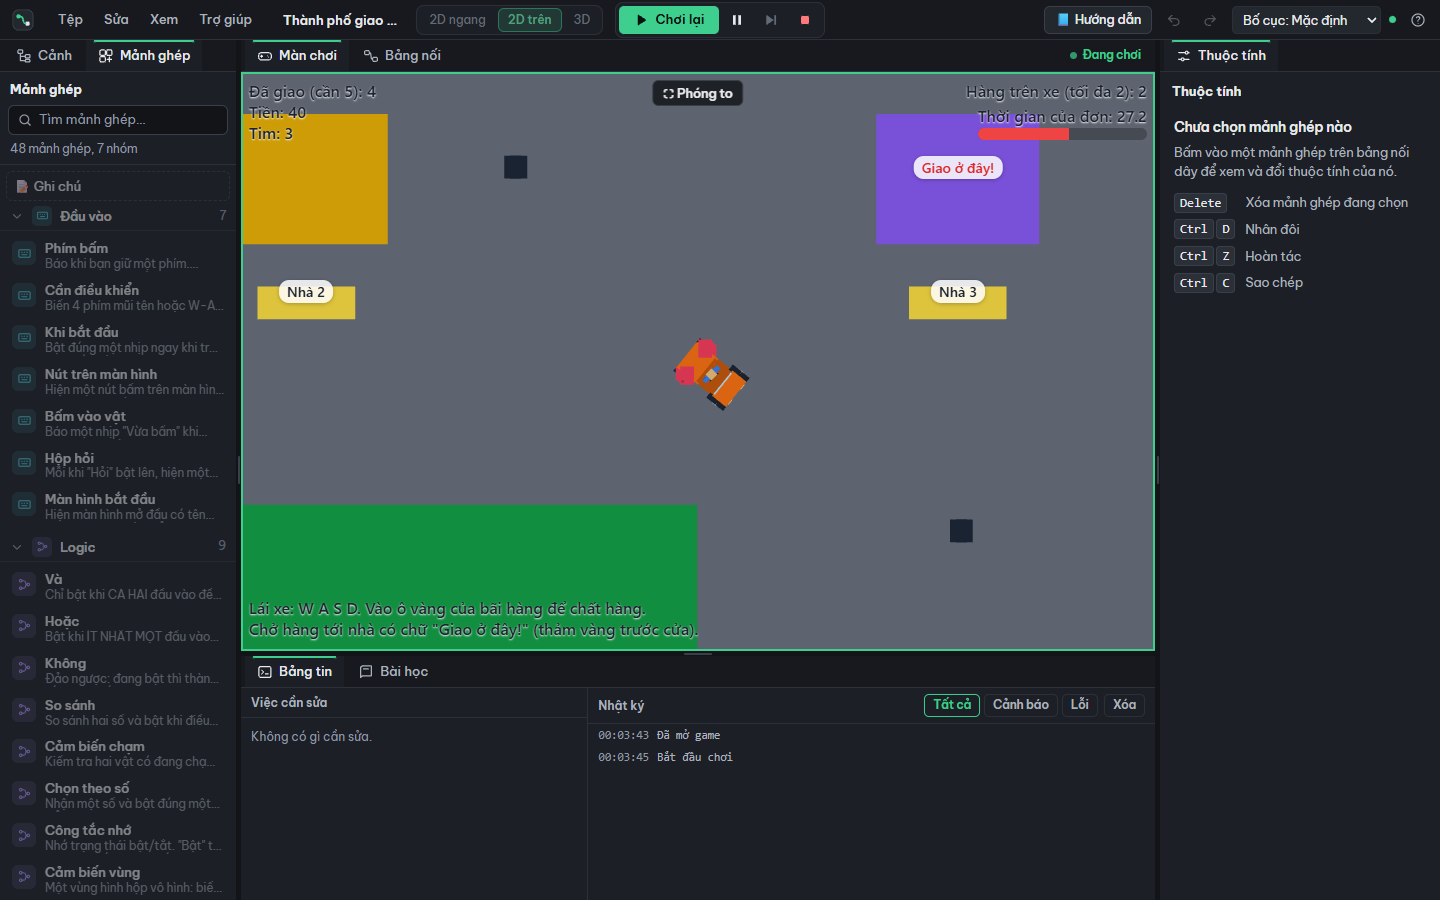 Tệp Sửa Xem Trợ giúp Thành phố giao ... 2D ngang 2D trên 3D Chơi lại Hướng dẫn Bố cục: Mặc định
Cảnh Mảnh ghép
Mảnh ghép
Tìm mảnh ghép...
48 mảnh ghép, 7 nhóm
Ghi chú
Đầu vào 7
Phím bấm
Báo khi bạn giữ một phím....
Cần điều khiển
Biến 4 phím mũi tên hoặc W-A...
Khi bắt đầu
Bật đúng một nhịp ngay khi tr...
Nút trên màn hình
Hiện một nút bấm trên màn hìn...
Bấm vào vật
Báo một nhịp "Vừa bấm" khi...
Hộp hỏi
Mỗi khi "Hỏi" bật lên, hiện một...
Màn hình bắt đầu
Hiện màn hình mở đầu có tên...
Logic 9
Và
Chỉ bật khi CẢ HAI đầu vào đề...
Hoặc
Bật khi ÍT NHẤT MỘT đầu vào...
Không
Đảo ngược: đang bật thì thàn...
So sánh
So sánh hai số và bật khi điều...
Cảm biến chạm
Kiểm tra hai vật có đang chạ...
Chọn theo số
Nhận một số và bật đúng một...
Công tắc nhớ
Nhớ trạng thái bật/tắt. "Bật" t...
Cảm biến vùng
Một vùng hình hộp vô hình: biế...
Màn chơi Bảng nối Đang chơi
Đã giao (cần 5): 4
Tiền: 40
Tim: 3
Phóng to
Hàng trên xe (tối đa 2): 2
Thời gian của đơn: 27.2
Giao ở đây!
Nhà 2
Nhà 3
Lái xe: W A S D. Vào ô vàng của bãi hàng để chất hàng.
Chở hàng tới nhà có chữ "Giao ở đây!" (thảm vàng trước cửa).
Bảng tin Bài học
Việc cần sửa
Không có gì cần sửa.
Nhật ký Tất cả Cảnh báo Lỗi Xóa
00:03:43 Đã mở game
00:03:45 Bắt đầu chơi
Thuộc tính
Thuộc tính
Chưa chọn mảnh ghép nào
Bấm vào một mảnh ghép trên bảng nối
dây để xem và đổi thuộc tính của nó.
Delete Xóa mảnh ghép đang chọn
Ctrl D Nhân đôi
Ctrl Z Hoàn tác
Ctrl C Sao chép